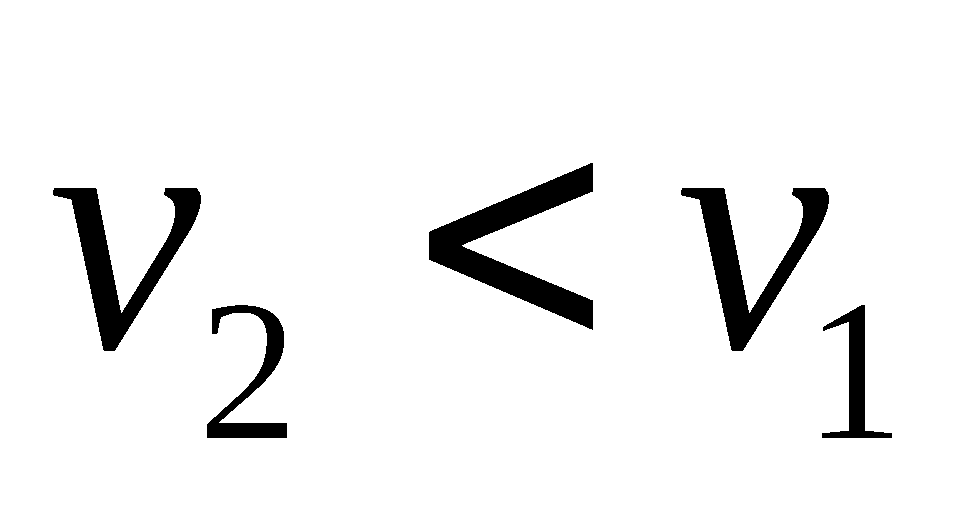 v₂ < v₁